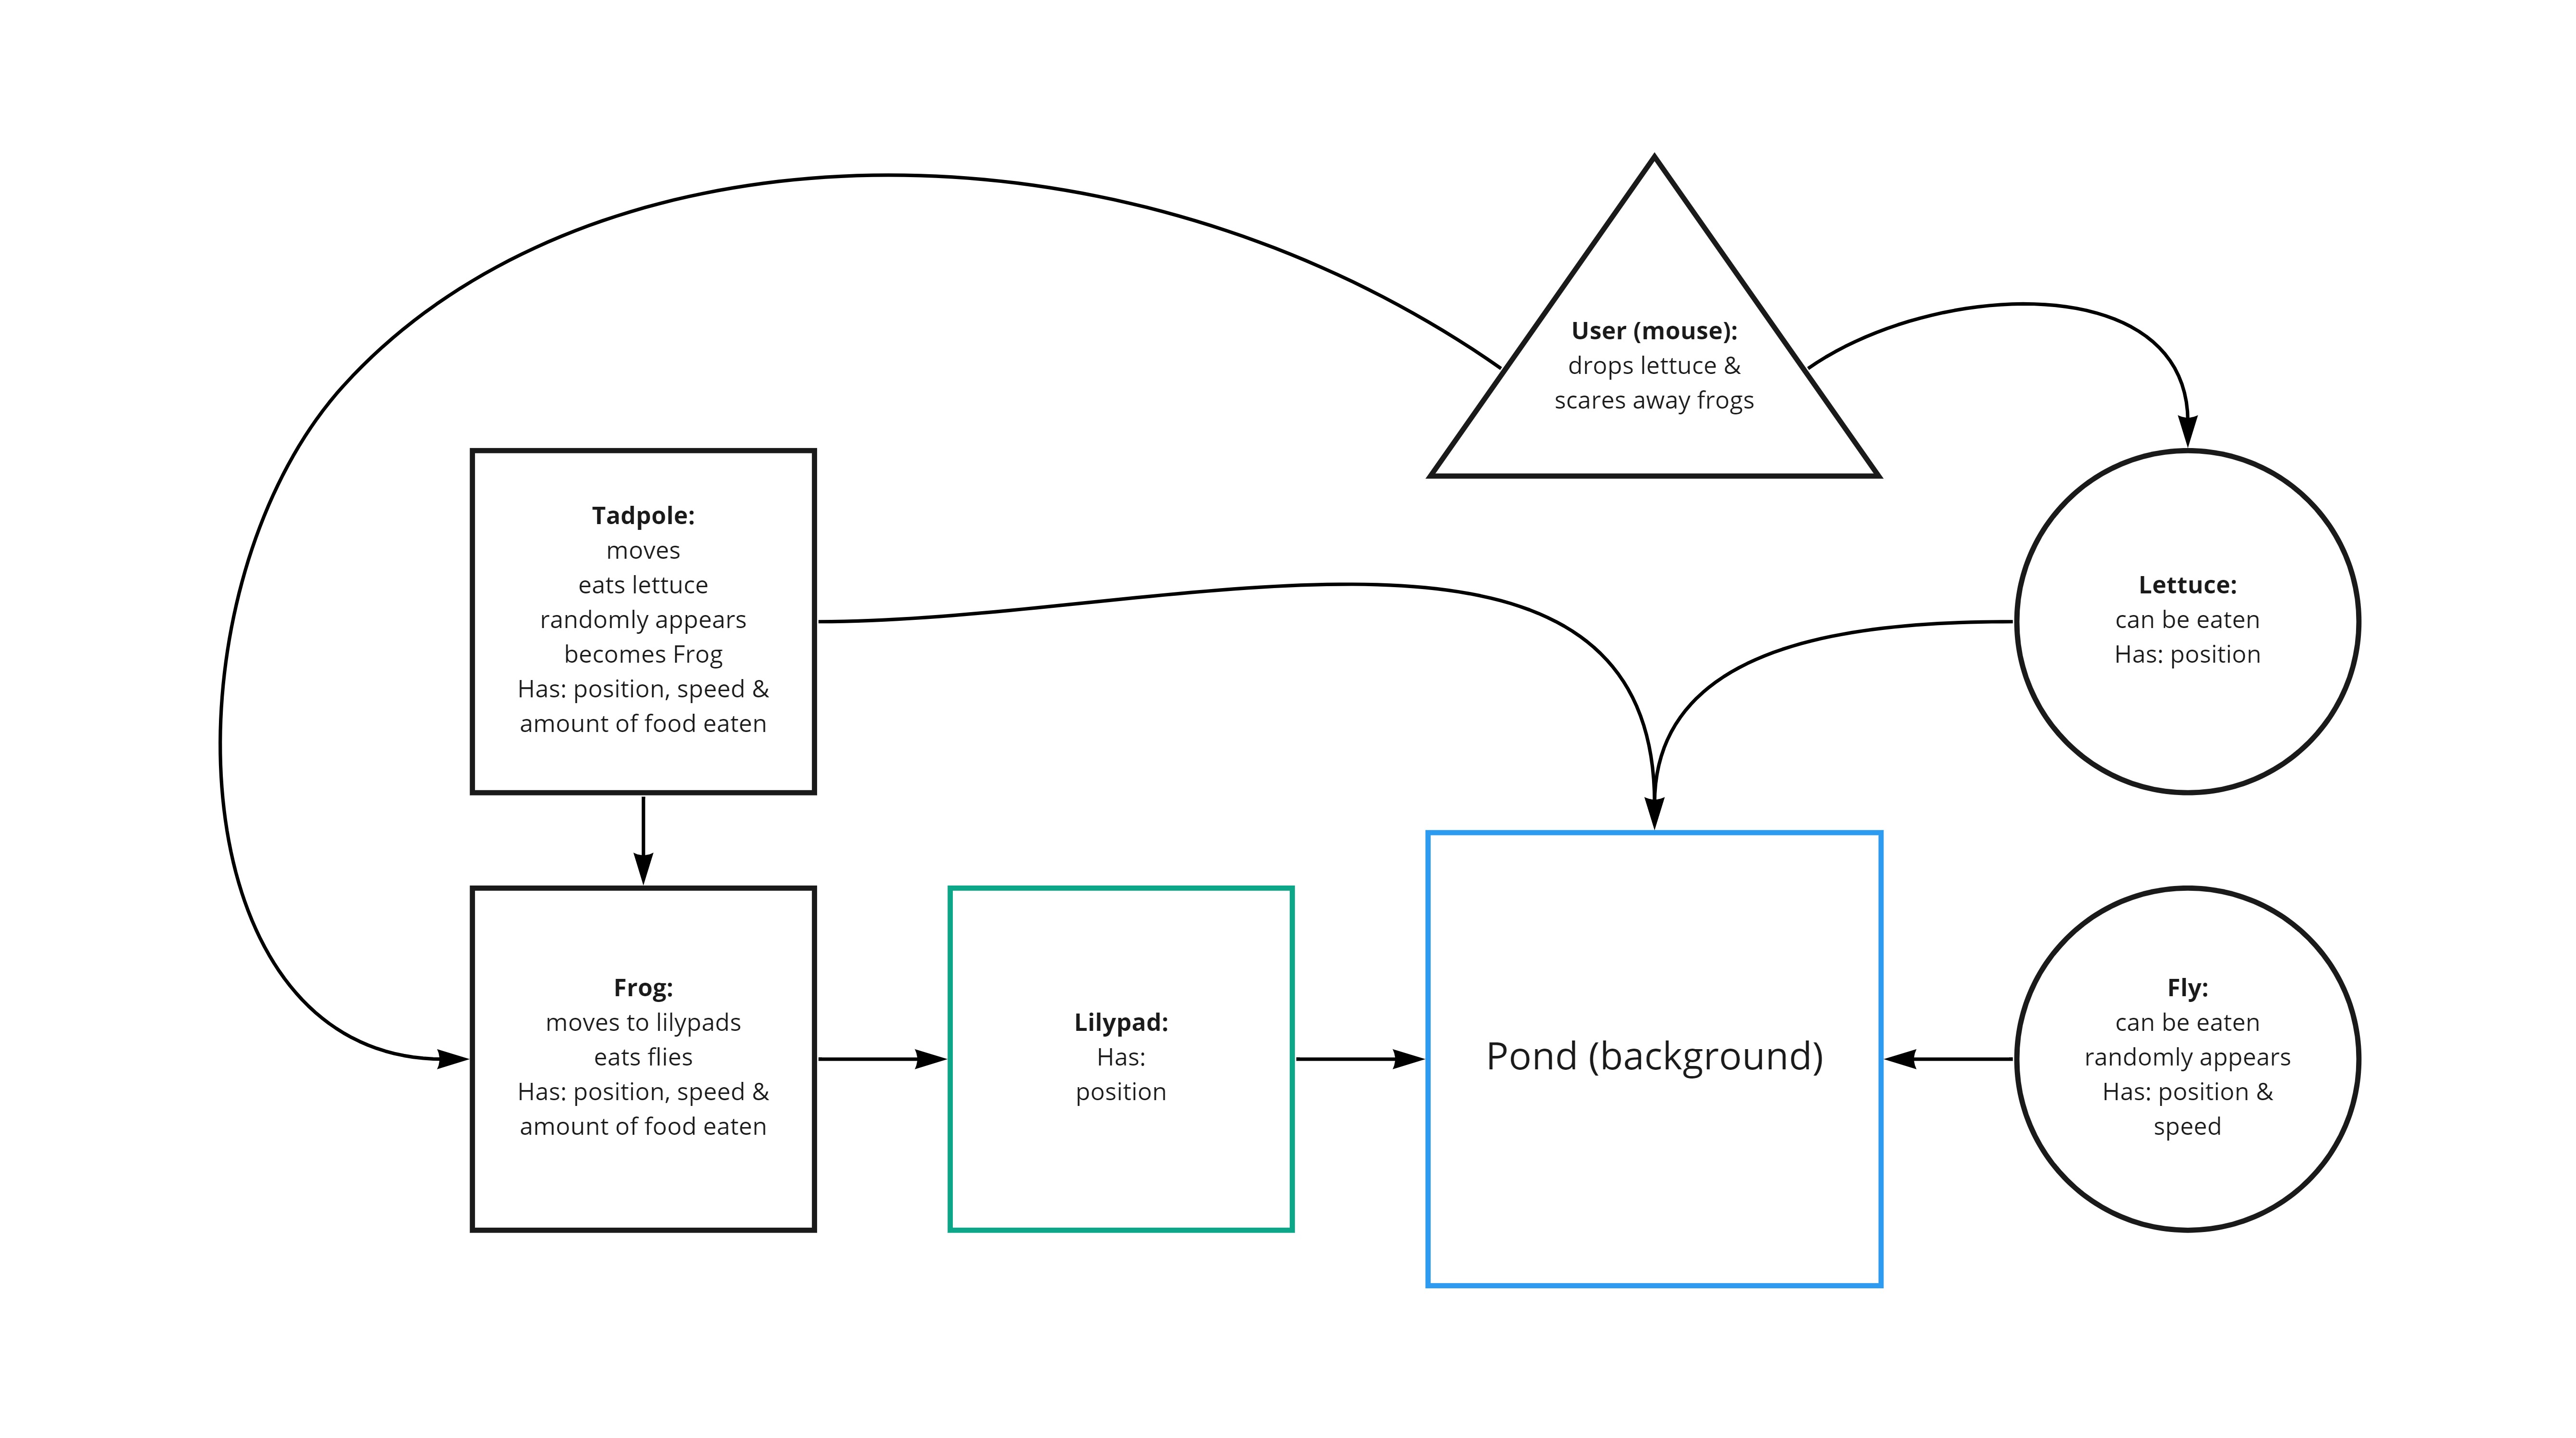 User (mouse):
drops lettuce &
scares away frogs
Tadpole:
moves
eats lettuce
randomly appears
becomes Frog
Has: position, speed &
amount of food eaten
Lettuce:
can be eaten
Has: position
Frog:
moves to lilypads
eats flies
Has: position, speed &
amount of food eaten
Lilypad:
Has:
position
Pond (background)
Fly:
can be eaten
randomly appears
Has: position &
speed